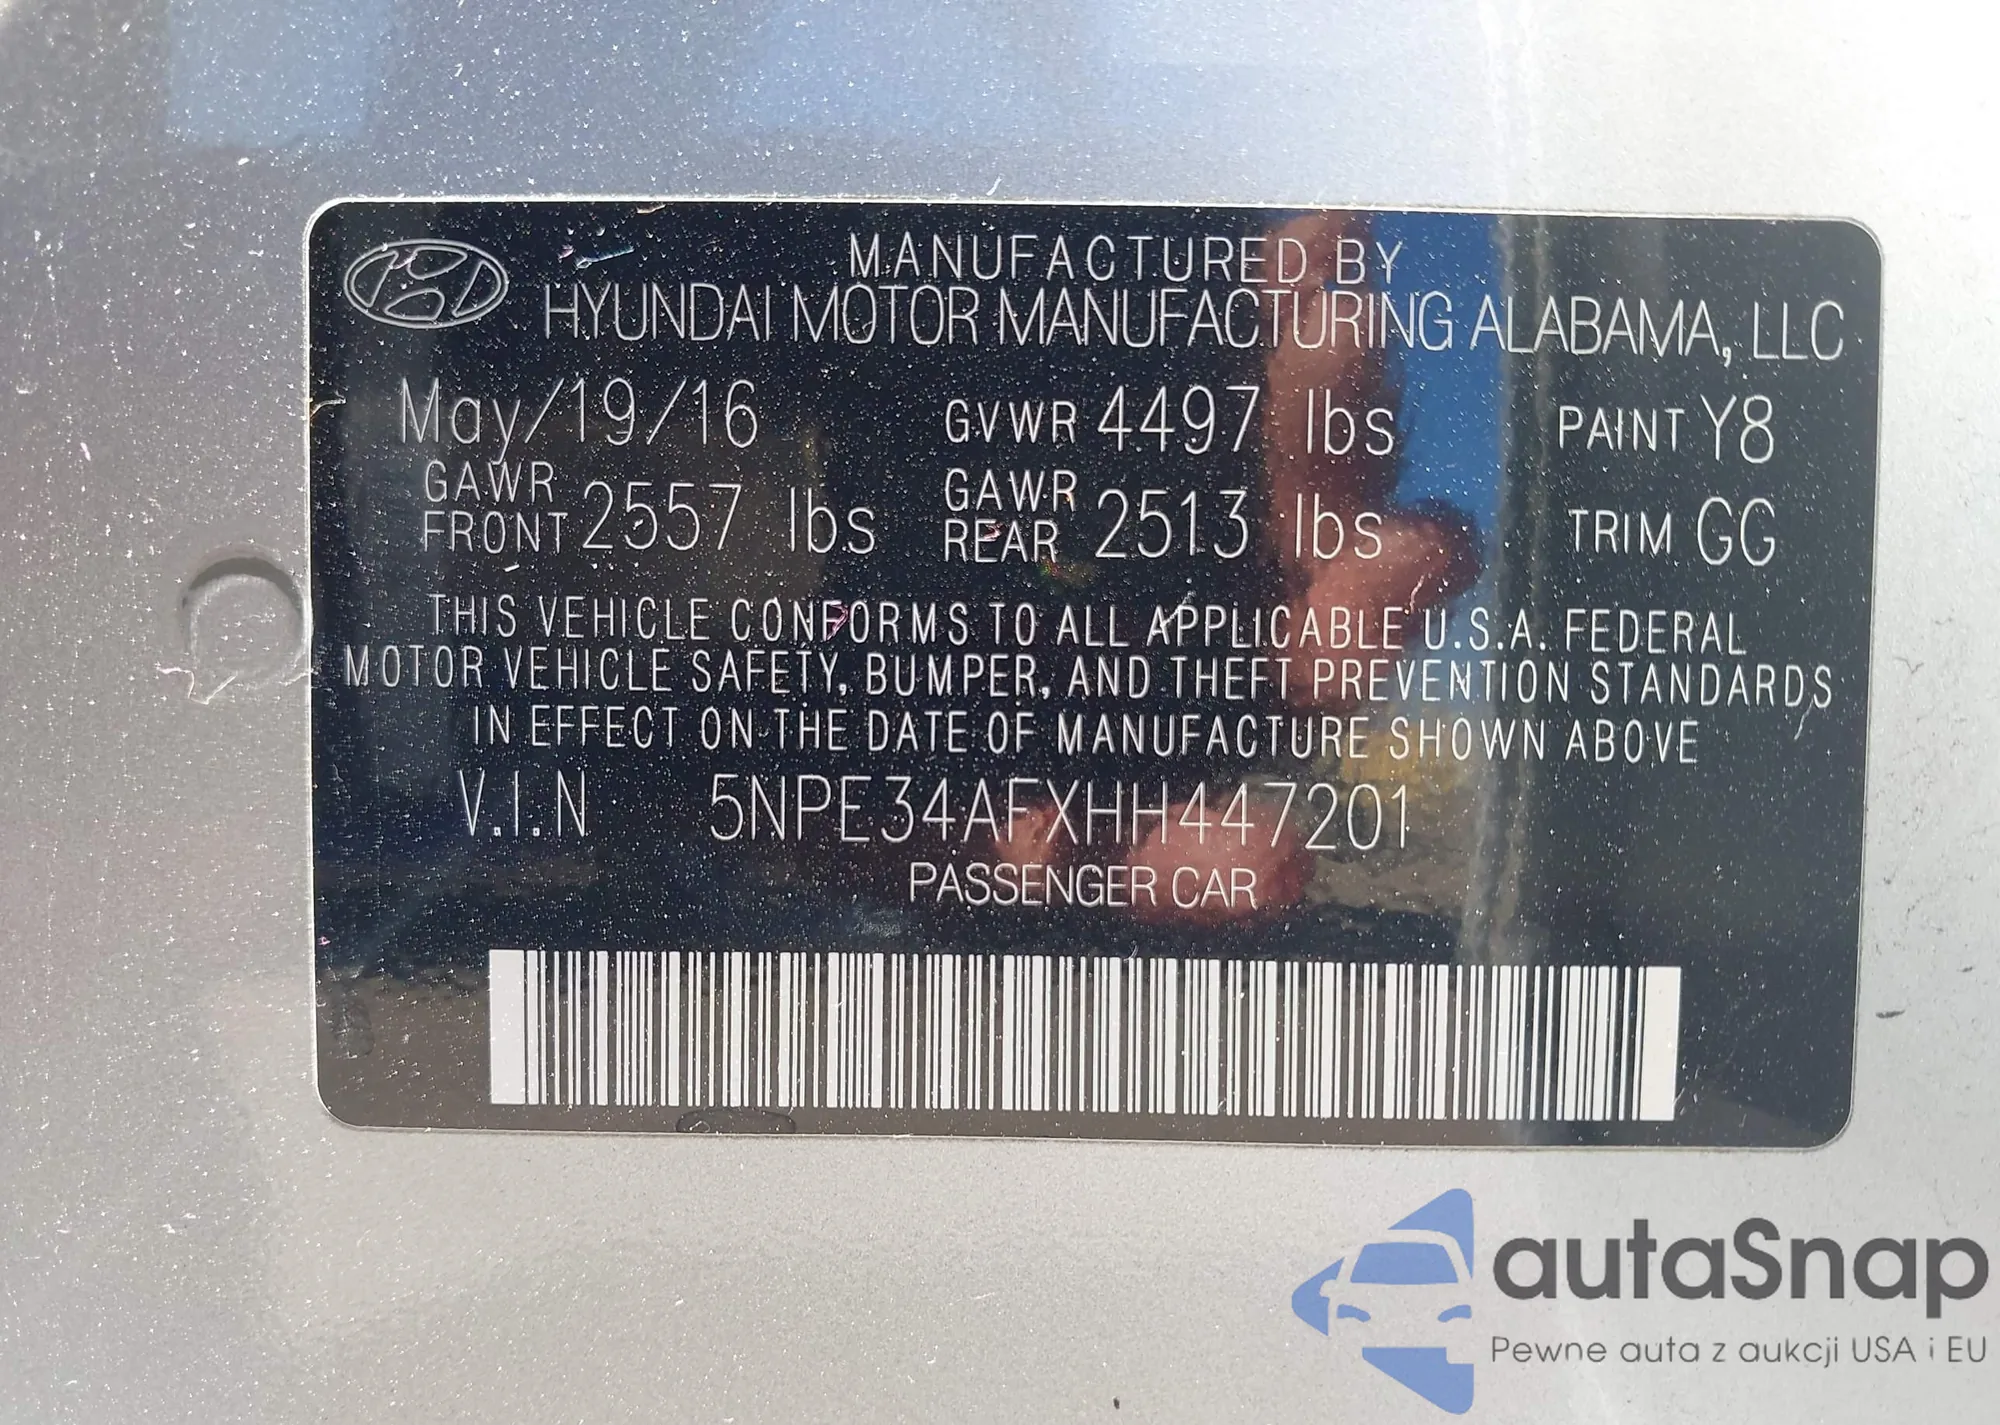 MANUFACTURED BY
HYUNDAI MOTOR MANUFACTURING ALABAMA, LLC
May/19/16 GVWR 4497 lbs PAINT Y8
GAWR FRONT 2557 lbs GAWR REAR 2513 lbs TRIM GG
THIS VEHICLE CONFORMS TO ALL APPLICABLE U.S.A. FEDERAL
MOTOR VEHICLE SAFETY, BUMPER, AND THEFT PREVENTION STANDARDS
IN EFFECT ON THE DATE OF MANUFACTURE SHOWN ABOVE
V.I.N 5NPE34AFXHH447201
PASSENGER CAR
autaSnap
Pewne auta z aukcji USA i EU